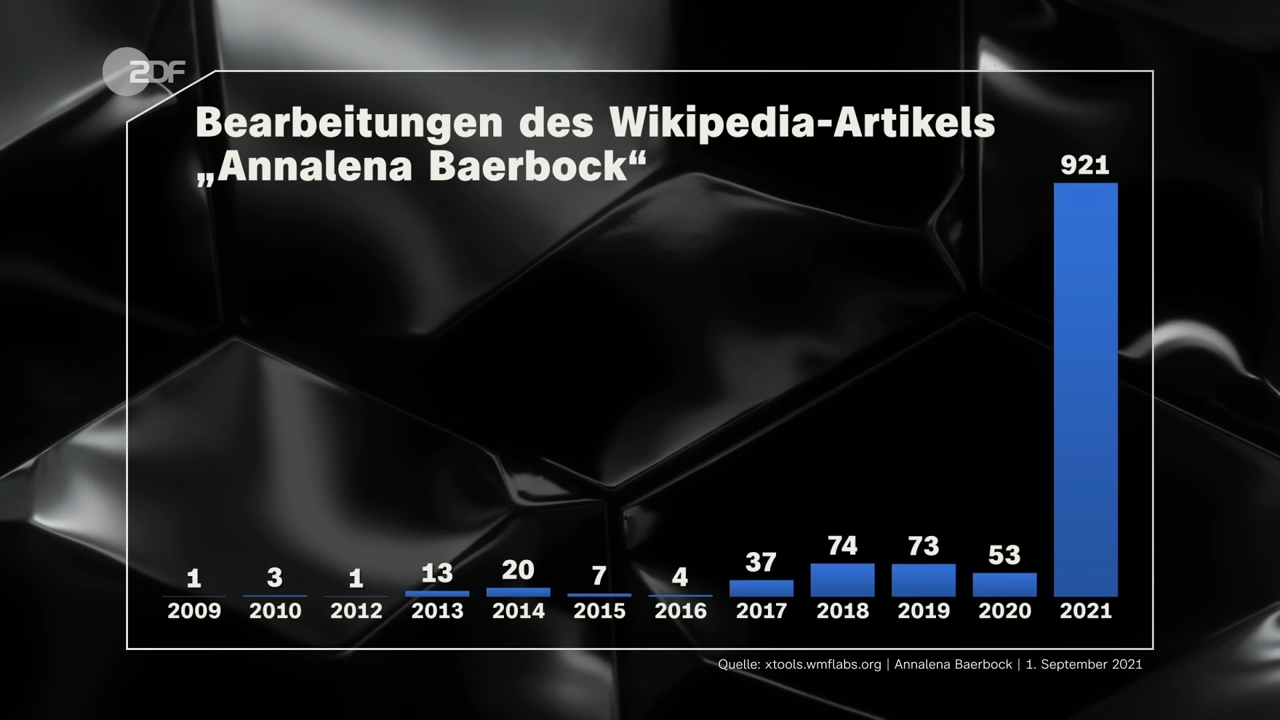 ZDF
Bearbeitungen des Wikipedia-Artikels
„Annalena Baerbock“
921
1 3 1 13 20 7 4 37 74 73 53
2009 2010 2012 2013 2014 2015 2016 2017 2018 2019 2020 2021
Quelle: xtools.wmflabs.org | Annalena Baerbock | 1. September 2021